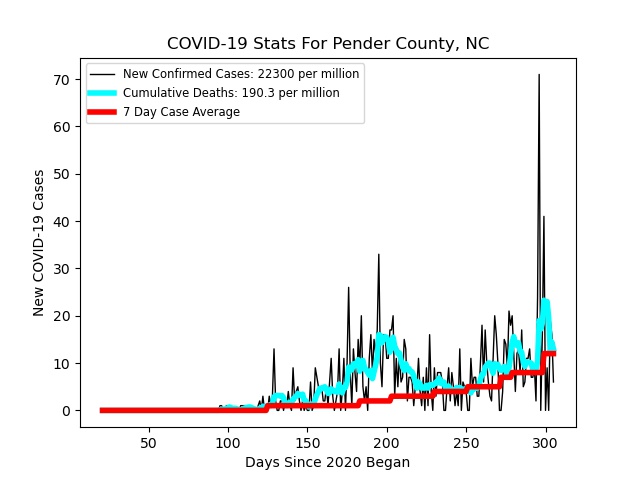 COVID-19 Stats For Pender County, NC
New Confirmed Cases: 22300 per million
Cumulative Deaths: 190.3 per million
7 Day Case Average
New COVID-19 Cases
70
60
50
40
30
20
10
0
50 100 150 200 250 300
Days Since 2020 Began